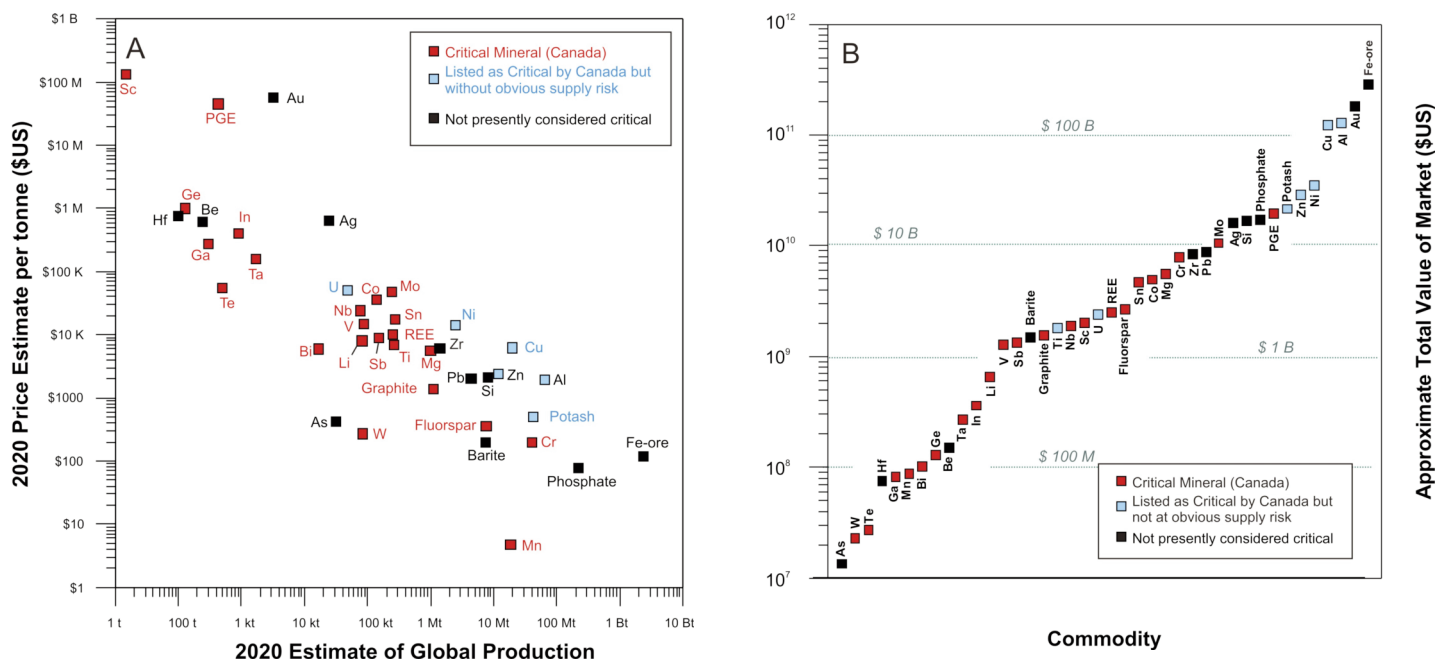 A
$1 B
$100 M
$10 M
$1 M
$100 K
$10 K
$1000
$100
$10
$1
2020 Price Estimate per tonne ($US)
1 t
100 t
1 kt
10 kt
100 kt
1 Mt
10 Mt
100 Mt
1 Bt
10 Bt
2020 Estimate of Global Production
Critical Mineral (Canada)
Listed as Critical by Canada but
without obvious supply risk
Not presently considered critical
Sc
PGE
Au
Ge
Hf
Be
In
Ag
Ga
Ta
Te
U
Co
Mo
Nb
Sn
Ni
V
REE
Zr
Cu
Bi
Li
Sb
Ti
Mg
Graphite
Pb
Si
Zn
Al
As
W
Fluorspar
Potash
Barite
Cr
Fe-ore
Phosphate
Mn
B
10¹²
10¹¹
10¹⁰
10⁹
10⁸
10⁷
$ 100 B
$ 10 B
$ 1 B
$ 100 M
As
W
Te
Hf
Ga
Mn
Bi
Ge
Be
Ta
In
Li
V
Sb
Barite
Graphite
Ti
Nb
Sc
U
REE
Fluorspar
Sn
Co
Mg
Cr
Zr
Pb
Mo
Ag
Si
Phosphate
PGE
Potash
Zn
Ni
Cu
Al
Au
Fe-ore
Critical Mineral (Canada)
Listed as Critical by Canada but
not at obvious supply risk
Not presently considered critical
Commodity
Approximate Total Value of Market ($US)